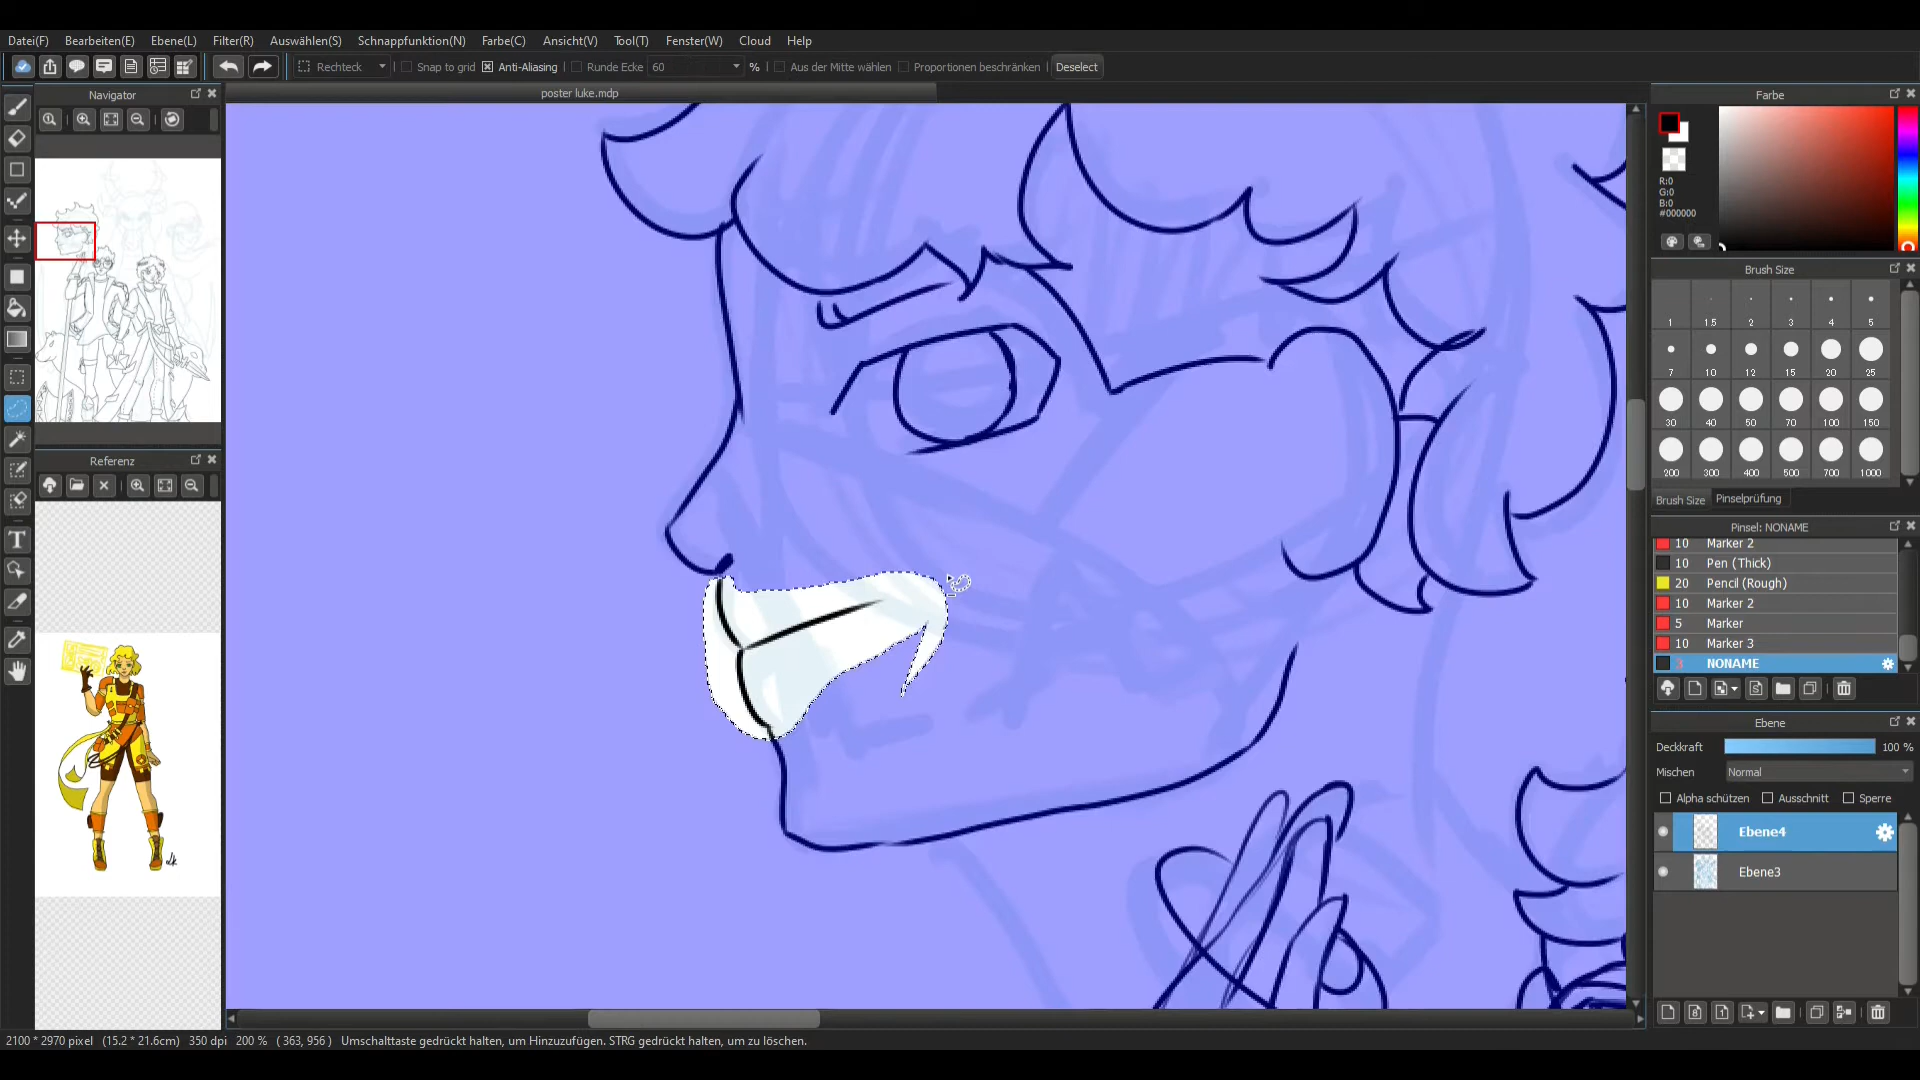 Datei(F) Bearbeiten(E) Ebene(L) Filter(R) Auswählen(S) Schnappfunktion(N) Farbe(C) Ansicht(V) Tool(T) Fenster(W) Cloud Help
Rechteck Snap to grid Anti-Aliasing Runde Ecke 60 % Aus der Mitte wählen Proportionen beschränken Deselect
Navigator
poster luke.mdp
Farbe
R:0
G:0
B:0
#000000
Brush Size
1 1.5 2 3 4 5
7 10 12 15 20 25
30 40 50 70 100 150
200 300 400 500 700 1000
Brush Size Pinselprüfung
Referenz
Pinsel: NONAME
10 Marker 2
10 Pen (Thick)
20 Pencil (Rough)
10 Marker 2
5 Marker
10 Marker 3
3 NONAME
Ebene
Deckkraft 100 %
Mischen Normal
Alpha schützen Ausschnitt Sperre
Ebene4
Ebene3
2100 * 2970 pixel (15.2 * 21.6cm) 350 dpi 200 % ( 363, 956 ) Umschalttaste gedrückt halten, um Hinzuzufügen. STRG gedrückt halten, um zu löschen.